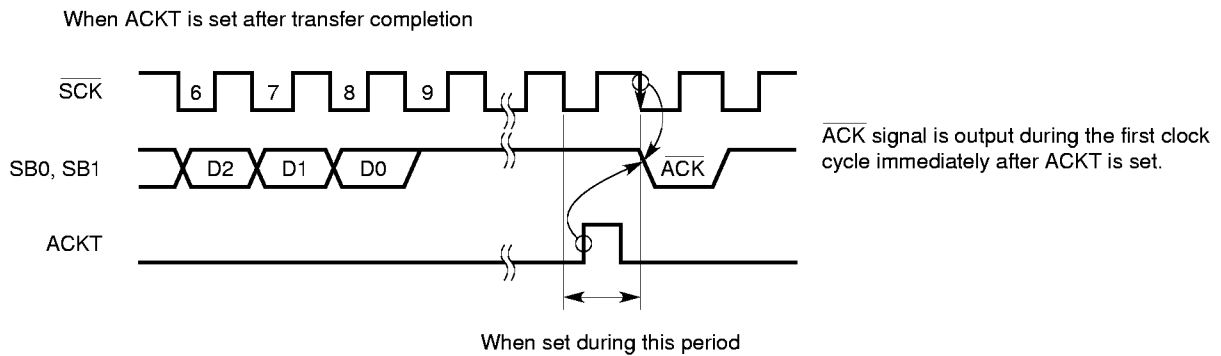 When ACKT is set after transfer completion
SCK
6 7 8 9
ACK signal is output during the first clock
cycle immediately after ACKT is set.
SB0, SB1
D2 D1 D0 ACK
ACKT
When set during this period